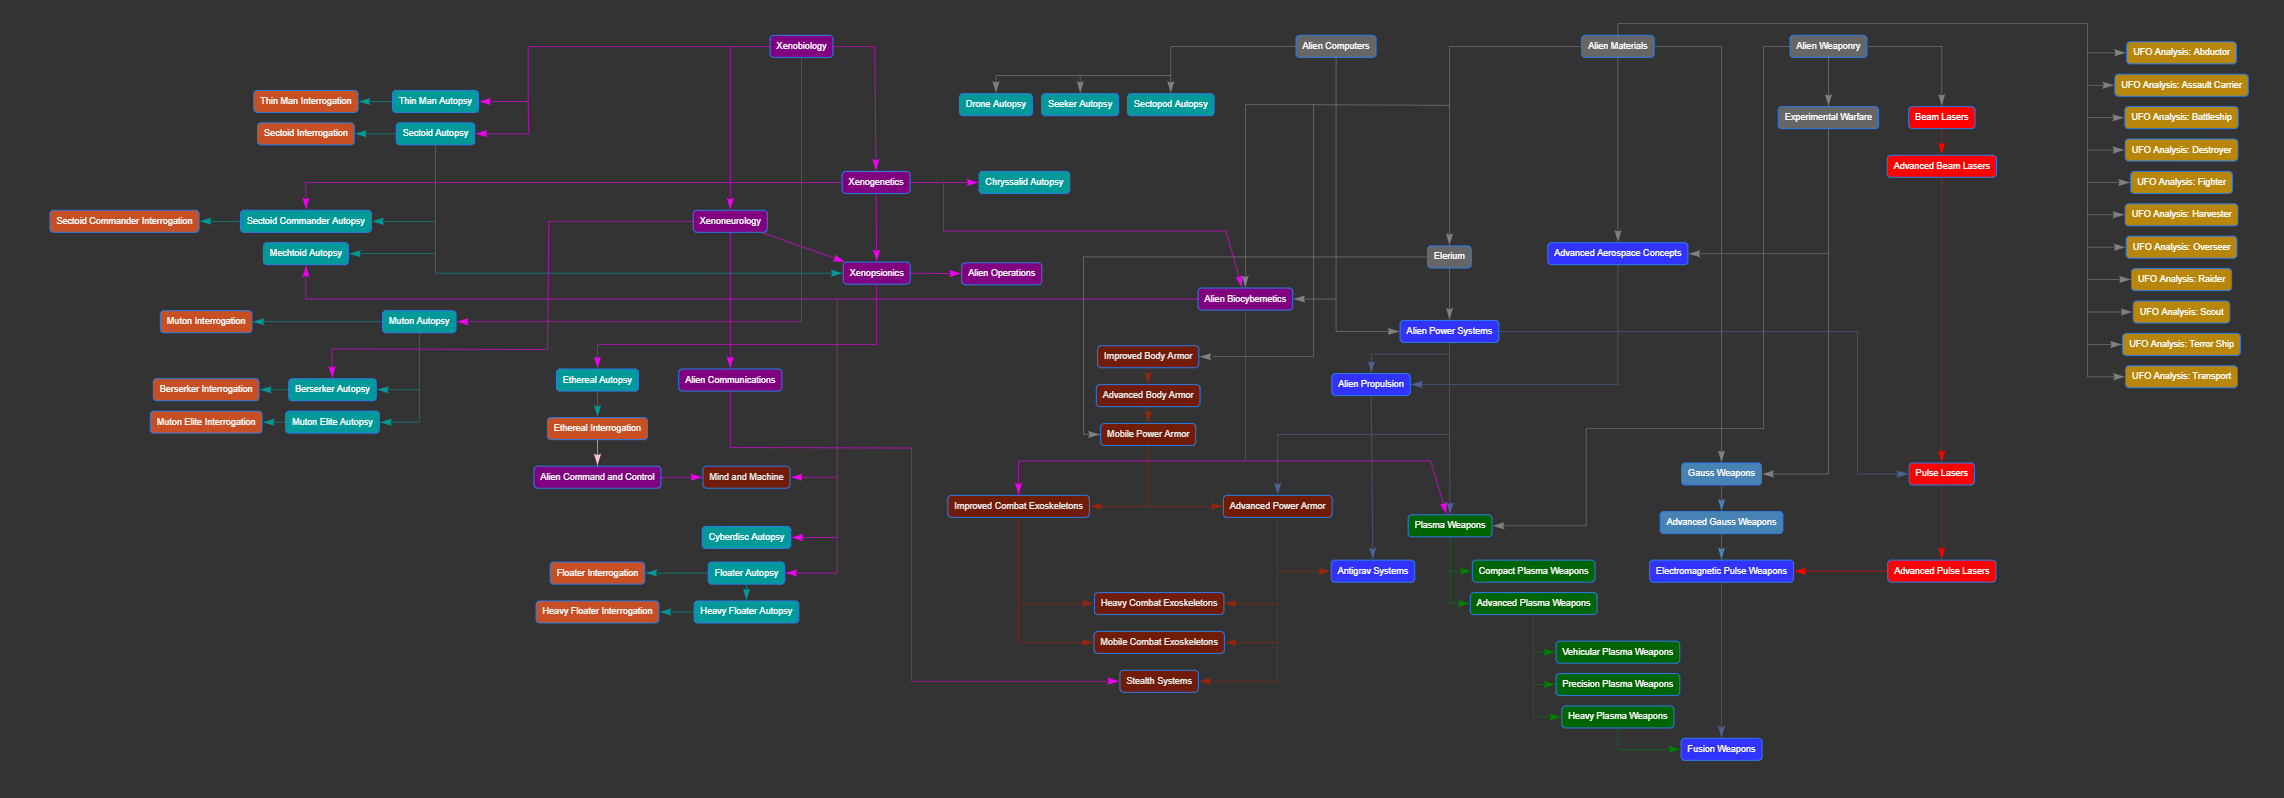 Xenobiology
Alien Computers
Alien Materials
Alien Weaponry
UFO Analysis: Abductor
UFO Analysis: Assault Carrier
Thin Man Interrogation
Thin Man Autopsy
Drone Autopsy
Seeker Autopsy
Sectopod Autopsy
Experimental Warfare
Beam Lasers
UFO Analysis: Battleship
Sectoid Interrogation
Sectoid Autopsy
UFO Analysis: Destroyer
Advanced Beam Lasers
Xenogenetics
Chryssalid Autopsy
UFO Analysis: Fighter
UFO Analysis: Harvester
Sectoid Commander Interrogation
Sectoid Commander Autopsy
Xenoneurology
UFO Analysis: Overseer
Mechtoid Autopsy
Elerium
Advanced Aerospace Concepts
Xenopsionics
Alien Operations
UFO Analysis: Raider
Alien Biocybernetics
UFO Analysis: Scout
Muton Interrogation
Muton Autopsy
Alien Power Systems
UFO Analysis: Terror Ship
Improved Body Armor
UFO Analysis: Transport
Ethereal Autopsy
Alien Communications
Alien Propulsion
Berserker Interrogation
Berserker Autopsy
Advanced Body Armor
Muton Elite Interrogation
Muton Elite Autopsy
Ethereal Interrogation
Mobile Power Armor
Alien Command and Control
Mind and Machine
Gauss Weapons
Pulse Lasers
Improved Combat Exoskeletons
Advanced Power Armor
Plasma Weapons
Advanced Gauss Weapons
Cyberdisc Autopsy
Floater Interrogation
Floater Autopsy
Antigrav Systems
Compact Plasma Weapons
Electromagnetic Pulse Weapons
Advanced Pulse Lasers
Heavy Floater Interrogation
Heavy Floater Autopsy
Heavy Combat Exoskeletons
Advanced Plasma Weapons
Mobile Combat Exoskeletons
Vehicular Plasma Weapons
Stealth Systems
Precision Plasma Weapons
Heavy Plasma Weapons
Fusion Weapons